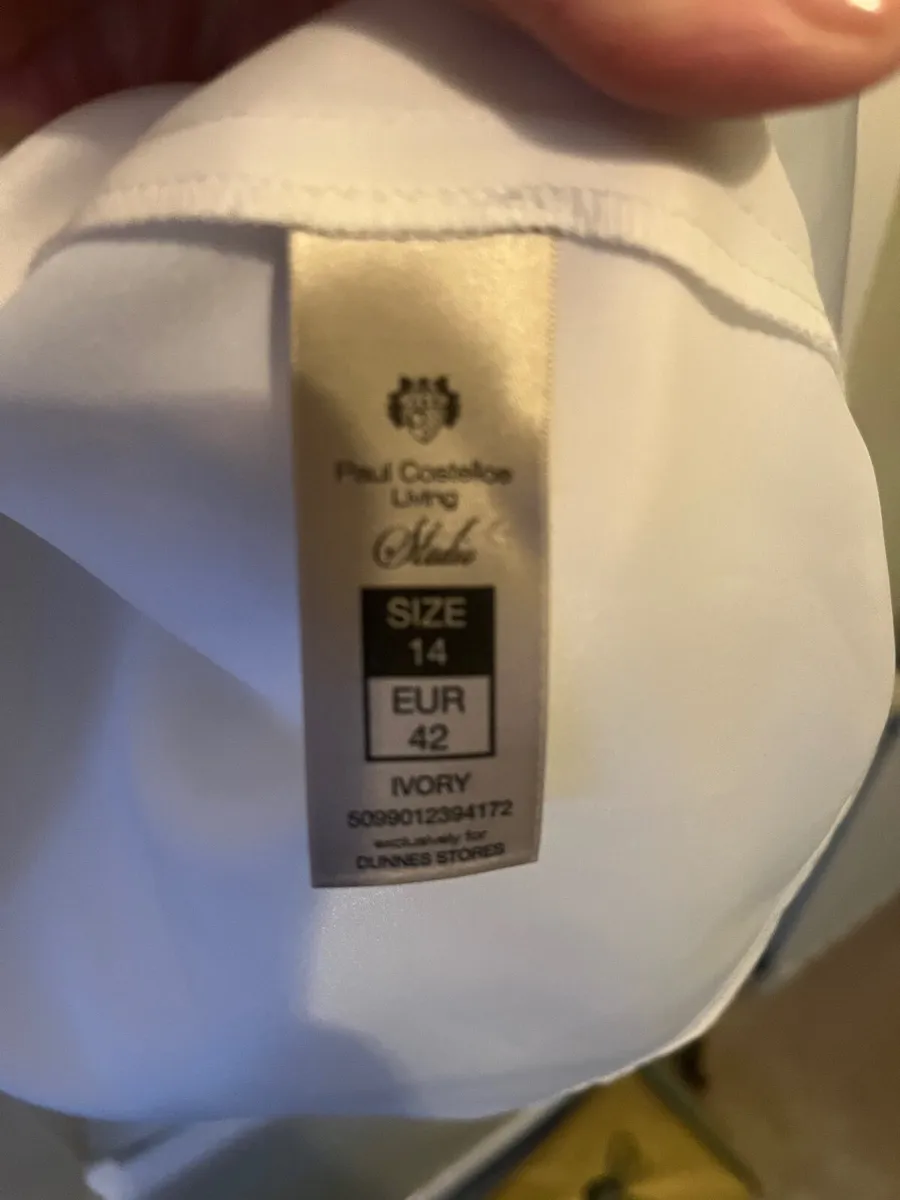 Paul Costelloe
Living
Studio
SIZE
14
EUR
42
IVORY
5099012394172
exclusively for
DUNNES STORES